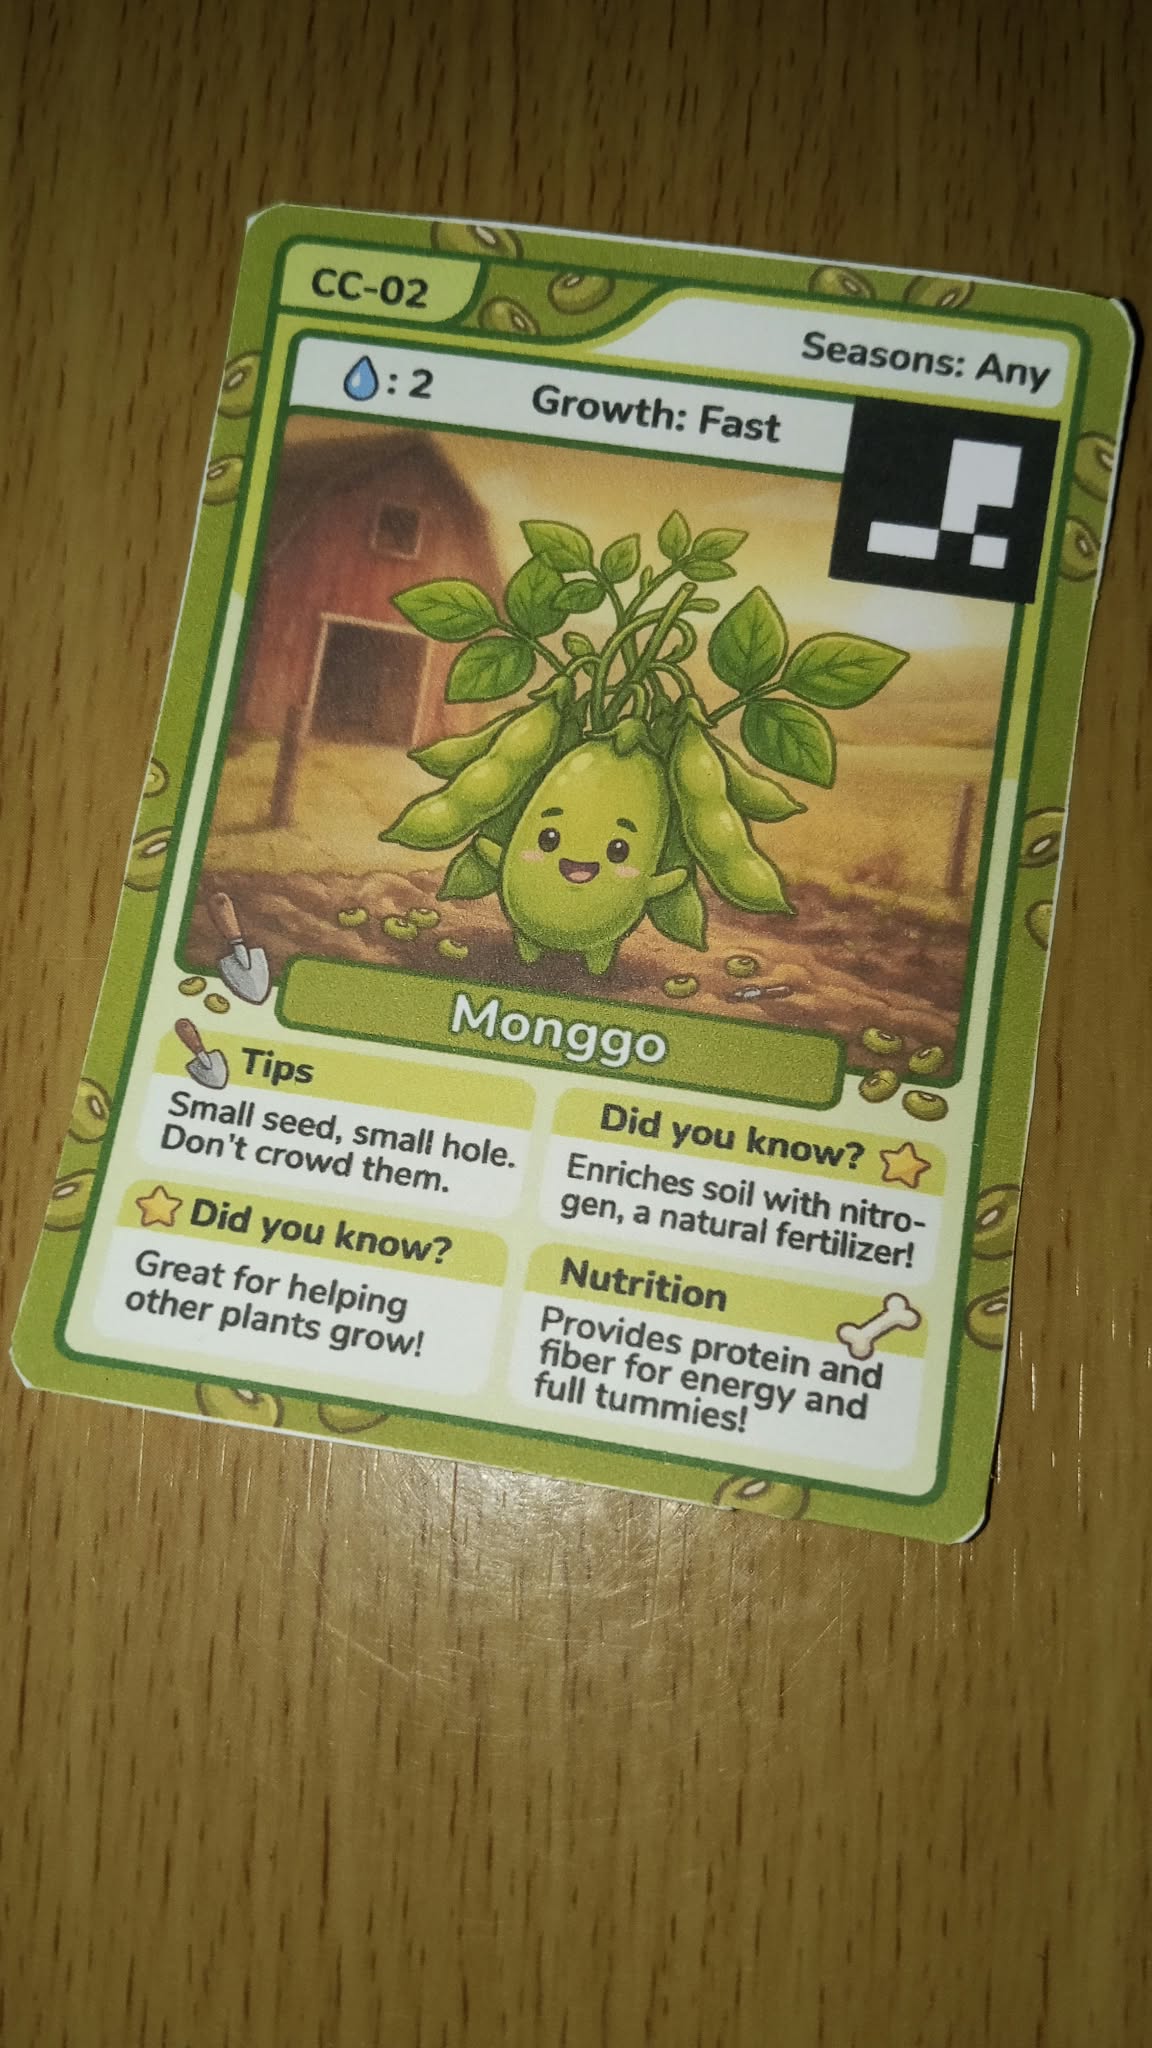 CC-02
Seasons: Any
: 2
Growth: Fast
Monggo
Tips
Small seed, small hole.
Don't crowd them.
Did you know?
Enriches soil with nitro-
gen, a natural fertilizer!
Did you know?
Great for helping
other plants grow!
Nutrition
Provides protein and
fiber for energy and
full tummies!